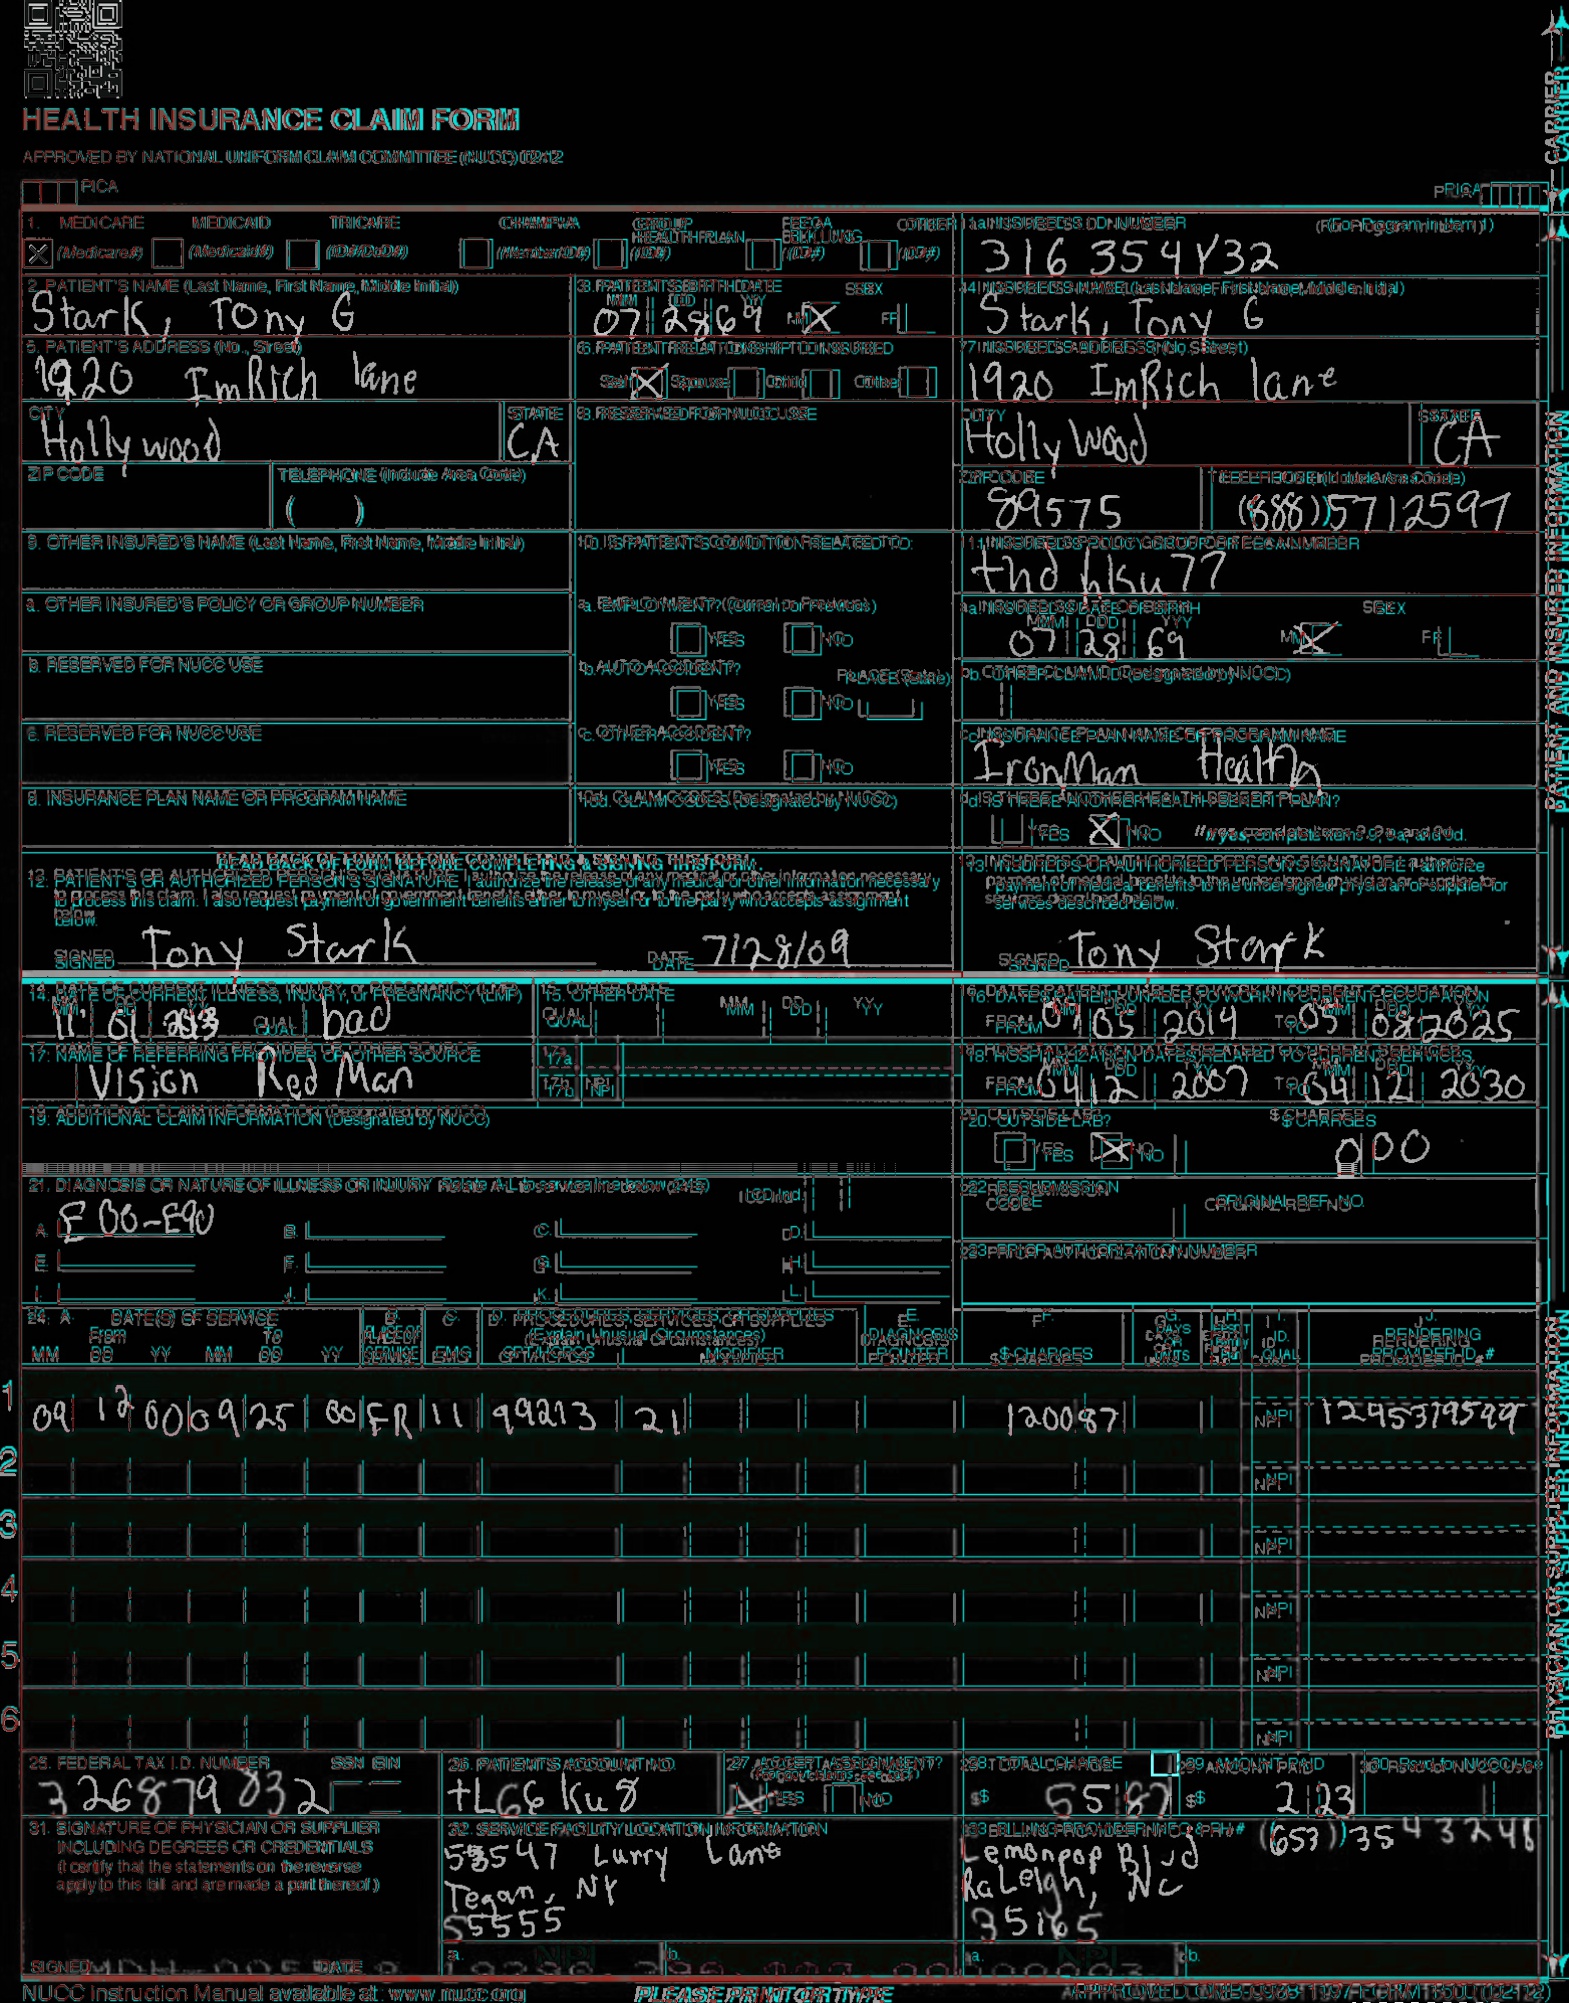 HEALTH INSURANCE CLAIM FORM
APPROVED BY NATIONAL UNIFORM CLAIM COMMITTEE (NUCC) 02/12
PICA PICA
CARRIER
1. MEDICARE MEDICAID TRICARE CHAMPVA GROUP HEALTH PLAN FECA BLK LUNG OTHER 1a. INSURED'S I.D. NUMBER (For Program in Item 1)
X (Medicare#) (Medicaid#) (ID#/DoD#) (Member ID#) (ID#) (ID#) (ID#) 316 354Y32
2. PATIENT'S NAME (Last Name, First Name, Middle Initial) 3. PATIENT'S BIRTH DATE SEX 4. INSURED'S NAME (Last Name, First Name, Middle Initial)
Stark, Tony G MM DD YY 07 28 69 M X F Stark, Tony G
5. PATIENT'S ADDRESS (No., Street) 6. PATIENT RELATIONSHIP TO INSURED 7. INSURED'S ADDRESS (No., Street)
1920 ImRich lane Self X Spouse Child Other 1920 ImRich lane
CITY STATE 8. RESERVED FOR NUCC USE CITY STATE
Hollywood CA Hollywood CA
ZIP CODE TELEPHONE (Include Area Code) ZIP CODE TELEPHONE (Include Area Code)
( ) 89575 (888) 5712597
9. OTHER INSURED'S NAME (Last Name, First Name, Middle Initial) 10. IS PATIENT'S CONDITION RELATED TO: 11. INSURED'S POLICY GROUP OR FECA NUMBER
thd hksu77
a. OTHER INSURED'S POLICY OR GROUP NUMBER a. EMPLOYMENT? (Current or Previous) a. INSURED'S DATE OF BIRTH SEX
YES NO MM DD YY 07 28 69 M X F
b. RESERVED FOR NUCC USE b. AUTO ACCIDENT? PLACE (State) b. OTHER CLAIM ID (Designated by NUCC)
YES NO
c. RESERVED FOR NUCC USE c. OTHER ACCIDENT? c. INSURANCE PLAN NAME OR PROGRAM NAME
YES NO IronMan Health
d. INSURANCE PLAN NAME OR PROGRAM NAME 10d. CLAIM CODES (Designated by NUCC) d. IS THERE ANOTHER HEALTH BENEFIT PLAN?
YES X NO If yes, complete items 9, 9a, and 9d.
READ BACK OF FORM BEFORE COMPLETING & SIGNING THIS FORM.
12. PATIENT'S OR AUTHORIZED PERSON'S SIGNATURE I authorize the release of any medical or other information necessary
to process this claim. I also request payment of government benefits either to myself or to the party who accepts assignment
below.
SIGNED Tony Stark DATE 7/28/09
13. INSURED'S OR AUTHORIZED PERSON'S SIGNATURE I authorize
payment of medical benefits to the undersigned physician or supplier for
services described below.
SIGNED Tony Stark
PATIENT AND INSURED INFORMATION
14. DATE OF CURRENT ILLNESS, INJURY, or PREGNANCY (LMP) 15. OTHER DATE 16. DATES PATIENT UNABLE TO WORK IN CURRENT OCCUPATION
MM DD YY 11 01 2013 QUAL. bad QUAL. MM DD YY FROM 01 05 2019 TO 05 08 2025
17. NAME OF REFERRING PROVIDER OR OTHER SOURCE 17a. 18. HOSPITALIZATION DATES RELATED TO CURRENT SERVICES
Vision Red Man 17b. NPI FROM 04 12 2007 TO 04 12 2030
19. ADDITIONAL CLAIM INFORMATION (Designated by NUCC) 20. OUTSIDE LAB? $ CHARGES
YES X NO 0 00
21. DIAGNOSIS OR NATURE OF ILLNESS OR INJURY Relate A-L to service line below (24E) ICD Ind. 22. RESUBMISSION CODE ORIGINAL REF. NO.
A. E00-E90 B. C. D.
E. F. G. H. 23. PRIOR AUTHORIZATION NUMBER
I. J. K. L.
24. A. DATE(S) OF SERVICE B. C. D. PROCEDURES, SERVICES, OR SUPPLIES E. F. G. H. I. J.
From To PLACE OF (Explain Unusual Circumstances) DIAGNOSIS DAYS OR UNITS ID. RENDERING
MM DD YY MM DD YY SERVICE EMG CPT/HCPCS MODIFIER POINTER $ CHARGES QUAL. PROVIDER ID. #
1 09 12 00 09 25 00 ER 11 99213 21 1200 87 NPI 1295379599
2 NPI
3 NPI
4 NPI
5 NPI
6 NPI
PHYSICIAN OR SUPPLIER INFORMATION
25. FEDERAL TAX I.D. NUMBER SSN EIN 26. PATIENT'S ACCOUNT NO. 27. ACCEPT ASSIGNMENT? 28. TOTAL CHARGE 29. AMOUNT PAID 30. Rsvd for NUCC Use
(For govt. claims, see back)
326879832 tLG6 Ku8 X YES NO $ 55 87 $ 2 23
31. SIGNATURE OF PHYSICIAN OR SUPPLIER
INCLUDING DEGREES OR CREDENTIALS
(I certify that the statements on the reverse
apply to this bill and are made a part thereof.)
SIGNED DATE
32. SERVICE FACILITY LOCATION INFORMATION
58547 Lurry Lane
Tegan, NY
55555
a. NPI b.
33. BILLING PROVIDER INFO & PH # (653) 3543248
Lemonpop Blvd
RaLeigh, NC
35165
a. NPI b.
NUCC Instruction Manual available at: www.nucc.org PLEASE PRINT OR TYPE APPROVED OMB-0938-1197 FORM 1500 (02-12)